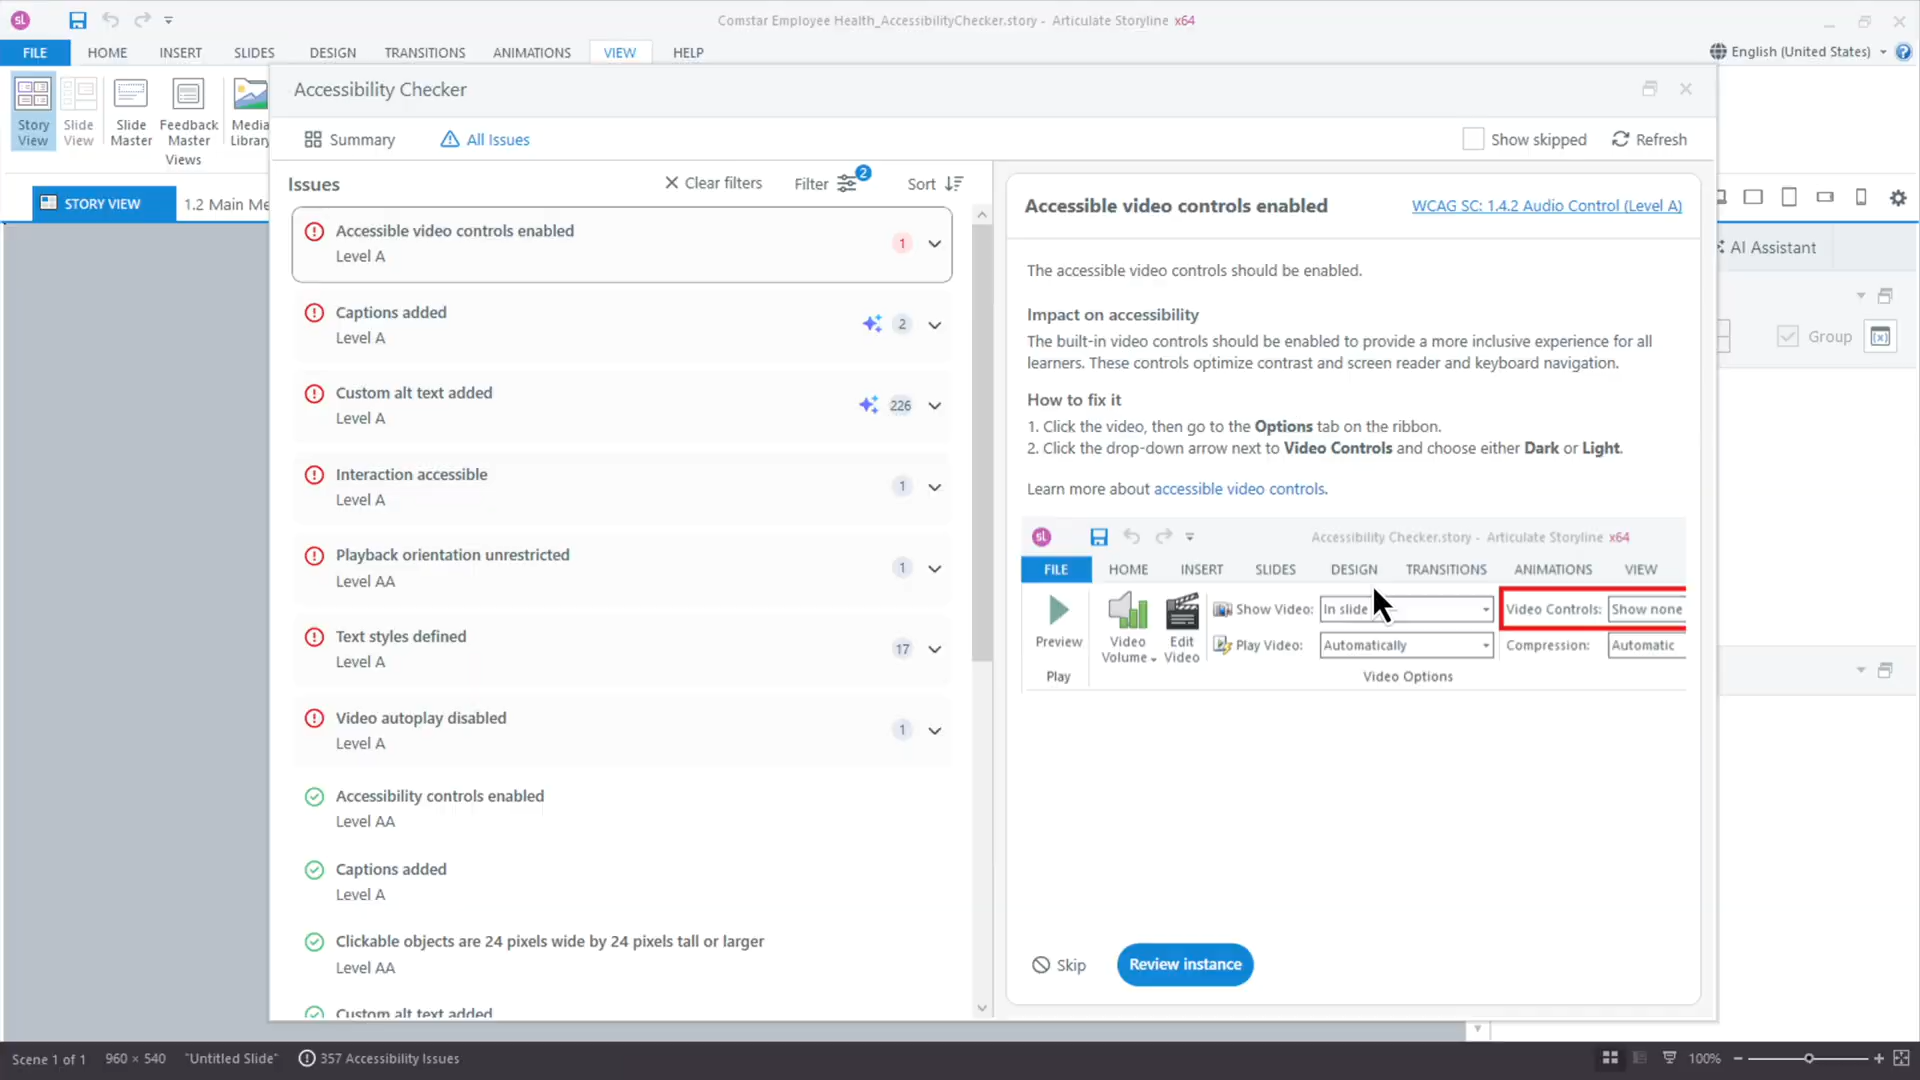 sL
Comstar Employee Health_AccessibilityChecker.story - Articulate Storyline x64
FILE
HOME
INSERT
SLIDES
DESIGN
TRANSITIONS
ANIMATIONS
VIEW
HELP
English (United States)
?
Story
View
Slide
View
Slide
Master
Feedback
Master
Media
Library
Views
STORY VIEW
1.2 Main Me
Accessibility Checker
Summary
All Issues
Show skipped
Refresh
Issues
Clear filters
Filter
2
Sort
Accessible video controls enabled
Level A
1
Captions added
Level A
2
Custom alt text added
Level A
226
Interaction accessible
Level A
1
Playback orientation unrestricted
Level AA
1
Text styles defined
Level A
17
Video autoplay disabled
Level A
1
Accessibility controls enabled
Level AA
Captions added
Level A
Clickable objects are 24 pixels wide by 24 pixels tall or larger
Level AA
Custom alt text added
Accessible video controls enabled
WCAG SC: 1.4.2 Audio Control (Level A)
The accessible video controls should be enabled.
Impact on accessibility
The built-in video controls should be enabled to provide a more inclusive experience for all
learners. These controls optimize contrast and screen reader and keyboard navigation.
How to fix it
1. Click the video, then go to the Options tab on the ribbon.
2. Click the drop-down arrow next to Video Controls and choose either Dark or Light.
Learn more about accessible video controls.
sL
Accessibility Checker.story - Articulate Storyline x64
FILE
HOME
INSERT
SLIDES
DESIGN
TRANSITIONS
ANIMATIONS
VIEW
Preview
Play
Video
Volume
Edit
Video
Show Video:
In slide
Play Video:
Automatically
Video Controls:
Show none
Compression:
Automatic
Video Options
Skip
Review instance
AI Assistant
Group
(x)
Scene 1 of 1
960 × 540
"Untitled Slide"
357 Accessibility Issues
100%